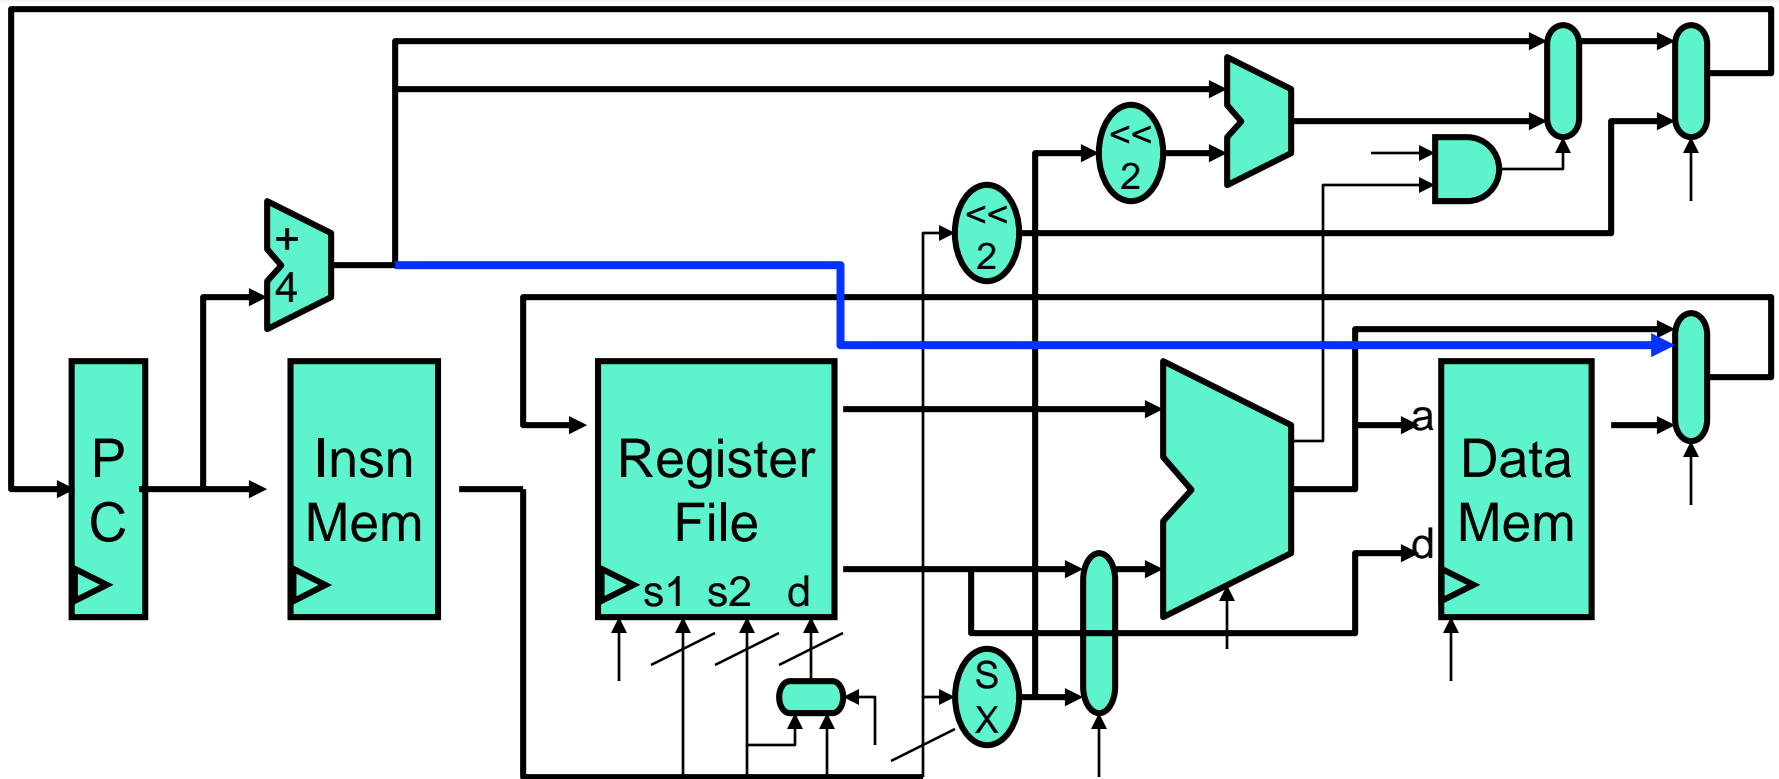 <<
2
<<
2
+
4
P
C
Insn
Mem
Register
File
s1 s2 d
a
d
Data
Mem
S
X